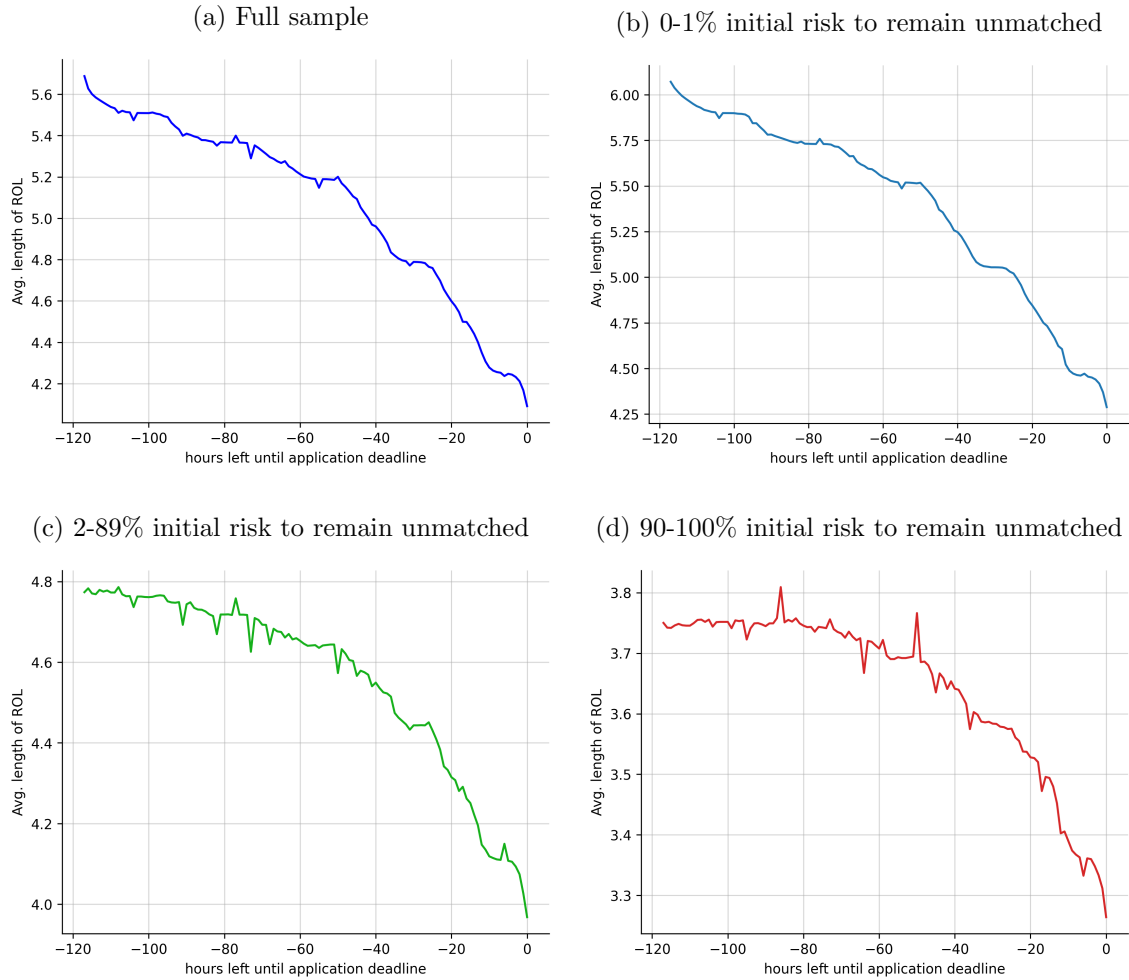 (a) Full sample
(b) 0-1% initial risk to remain unmatched
5.6
5.4
5.2
5.0
4.8
4.6
4.4
4.2
Avg. length of ROL
−120 −100 −80 −60 −40 −20 0
hours left until application deadline
6.00
5.75
5.50
5.25
5.00
4.75
4.50
4.25
Avg. length of ROL
−120 −100 −80 −60 −40 −20 0
hours left until application deadline
(c) 2-89% initial risk to remain unmatched
(d) 90-100% initial risk to remain unmatched
4.8
4.6
4.4
4.2
4.0
Avg. length of ROL
−120 −100 −80 −60 −40 −20 0
hours left until application deadline
3.8
3.7
3.6
3.5
3.4
3.3
Avg. length of ROL
−120 −100 −80 −60 −40 −20 0
hours left until application deadline